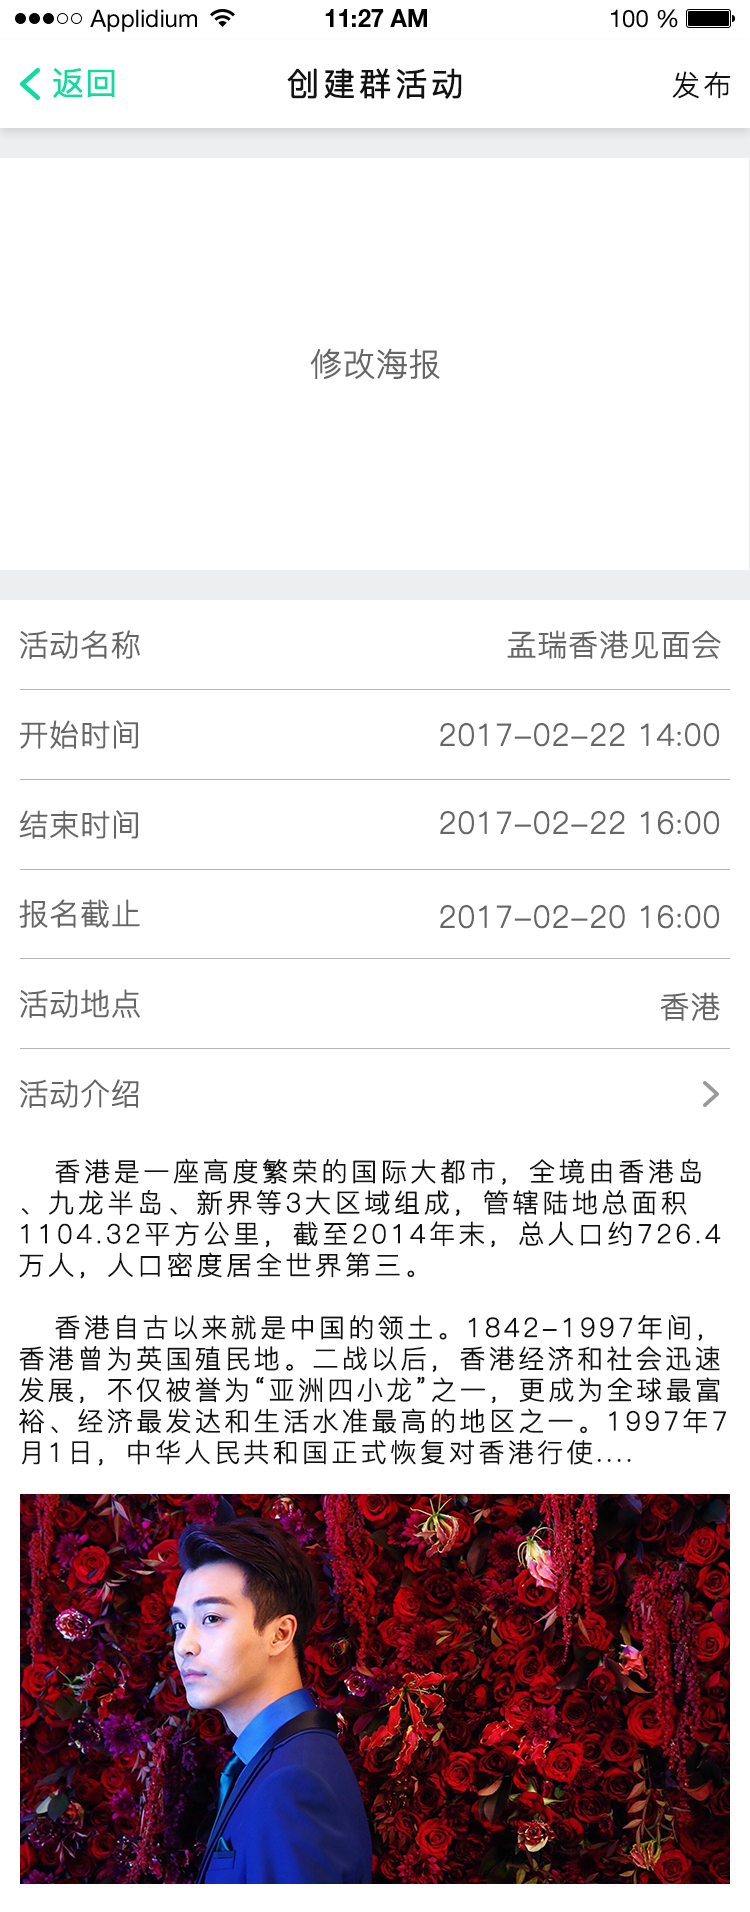 Applidium 11:27 AM 100 %
返回 创建群活动 发布
修改海报
活动名称 孟瑞香港见面会
开始时间 2017-02-22 14:00
结束时间 2017-02-22 16:00
报名截止 2017-02-20 16:00
活动地点 香港
活动介绍
香港是一座高度繁荣的国际大都市，全境由香港岛
、九龙半岛、新界等3大区域组成，管辖陆地总面积
1104.32平方公里，截至2014年末，总人口约726.4
万人，人口密度居全世界第三。
香港自古以来就是中国的领土。1842-1997年间，
香港曾为英国殖民地。二战以后，香港经济和社会迅速
发展，不仅被誉为“亚洲四小龙”之一，更成为全球最富
裕、经济最发达和生活水准最高的地区之一。1997年7
月1日，中华人民共和国正式恢复对香港行使....